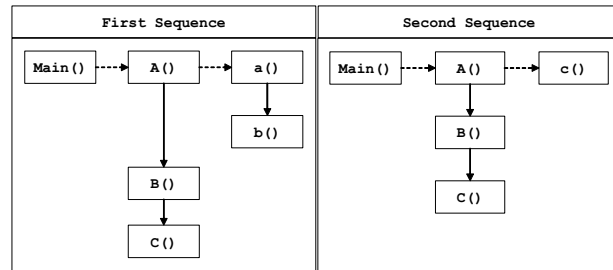 First Sequence
Main()
A()
a()
b()
B()
C()
Second Sequence
Main()
A()
c()
B()
C()